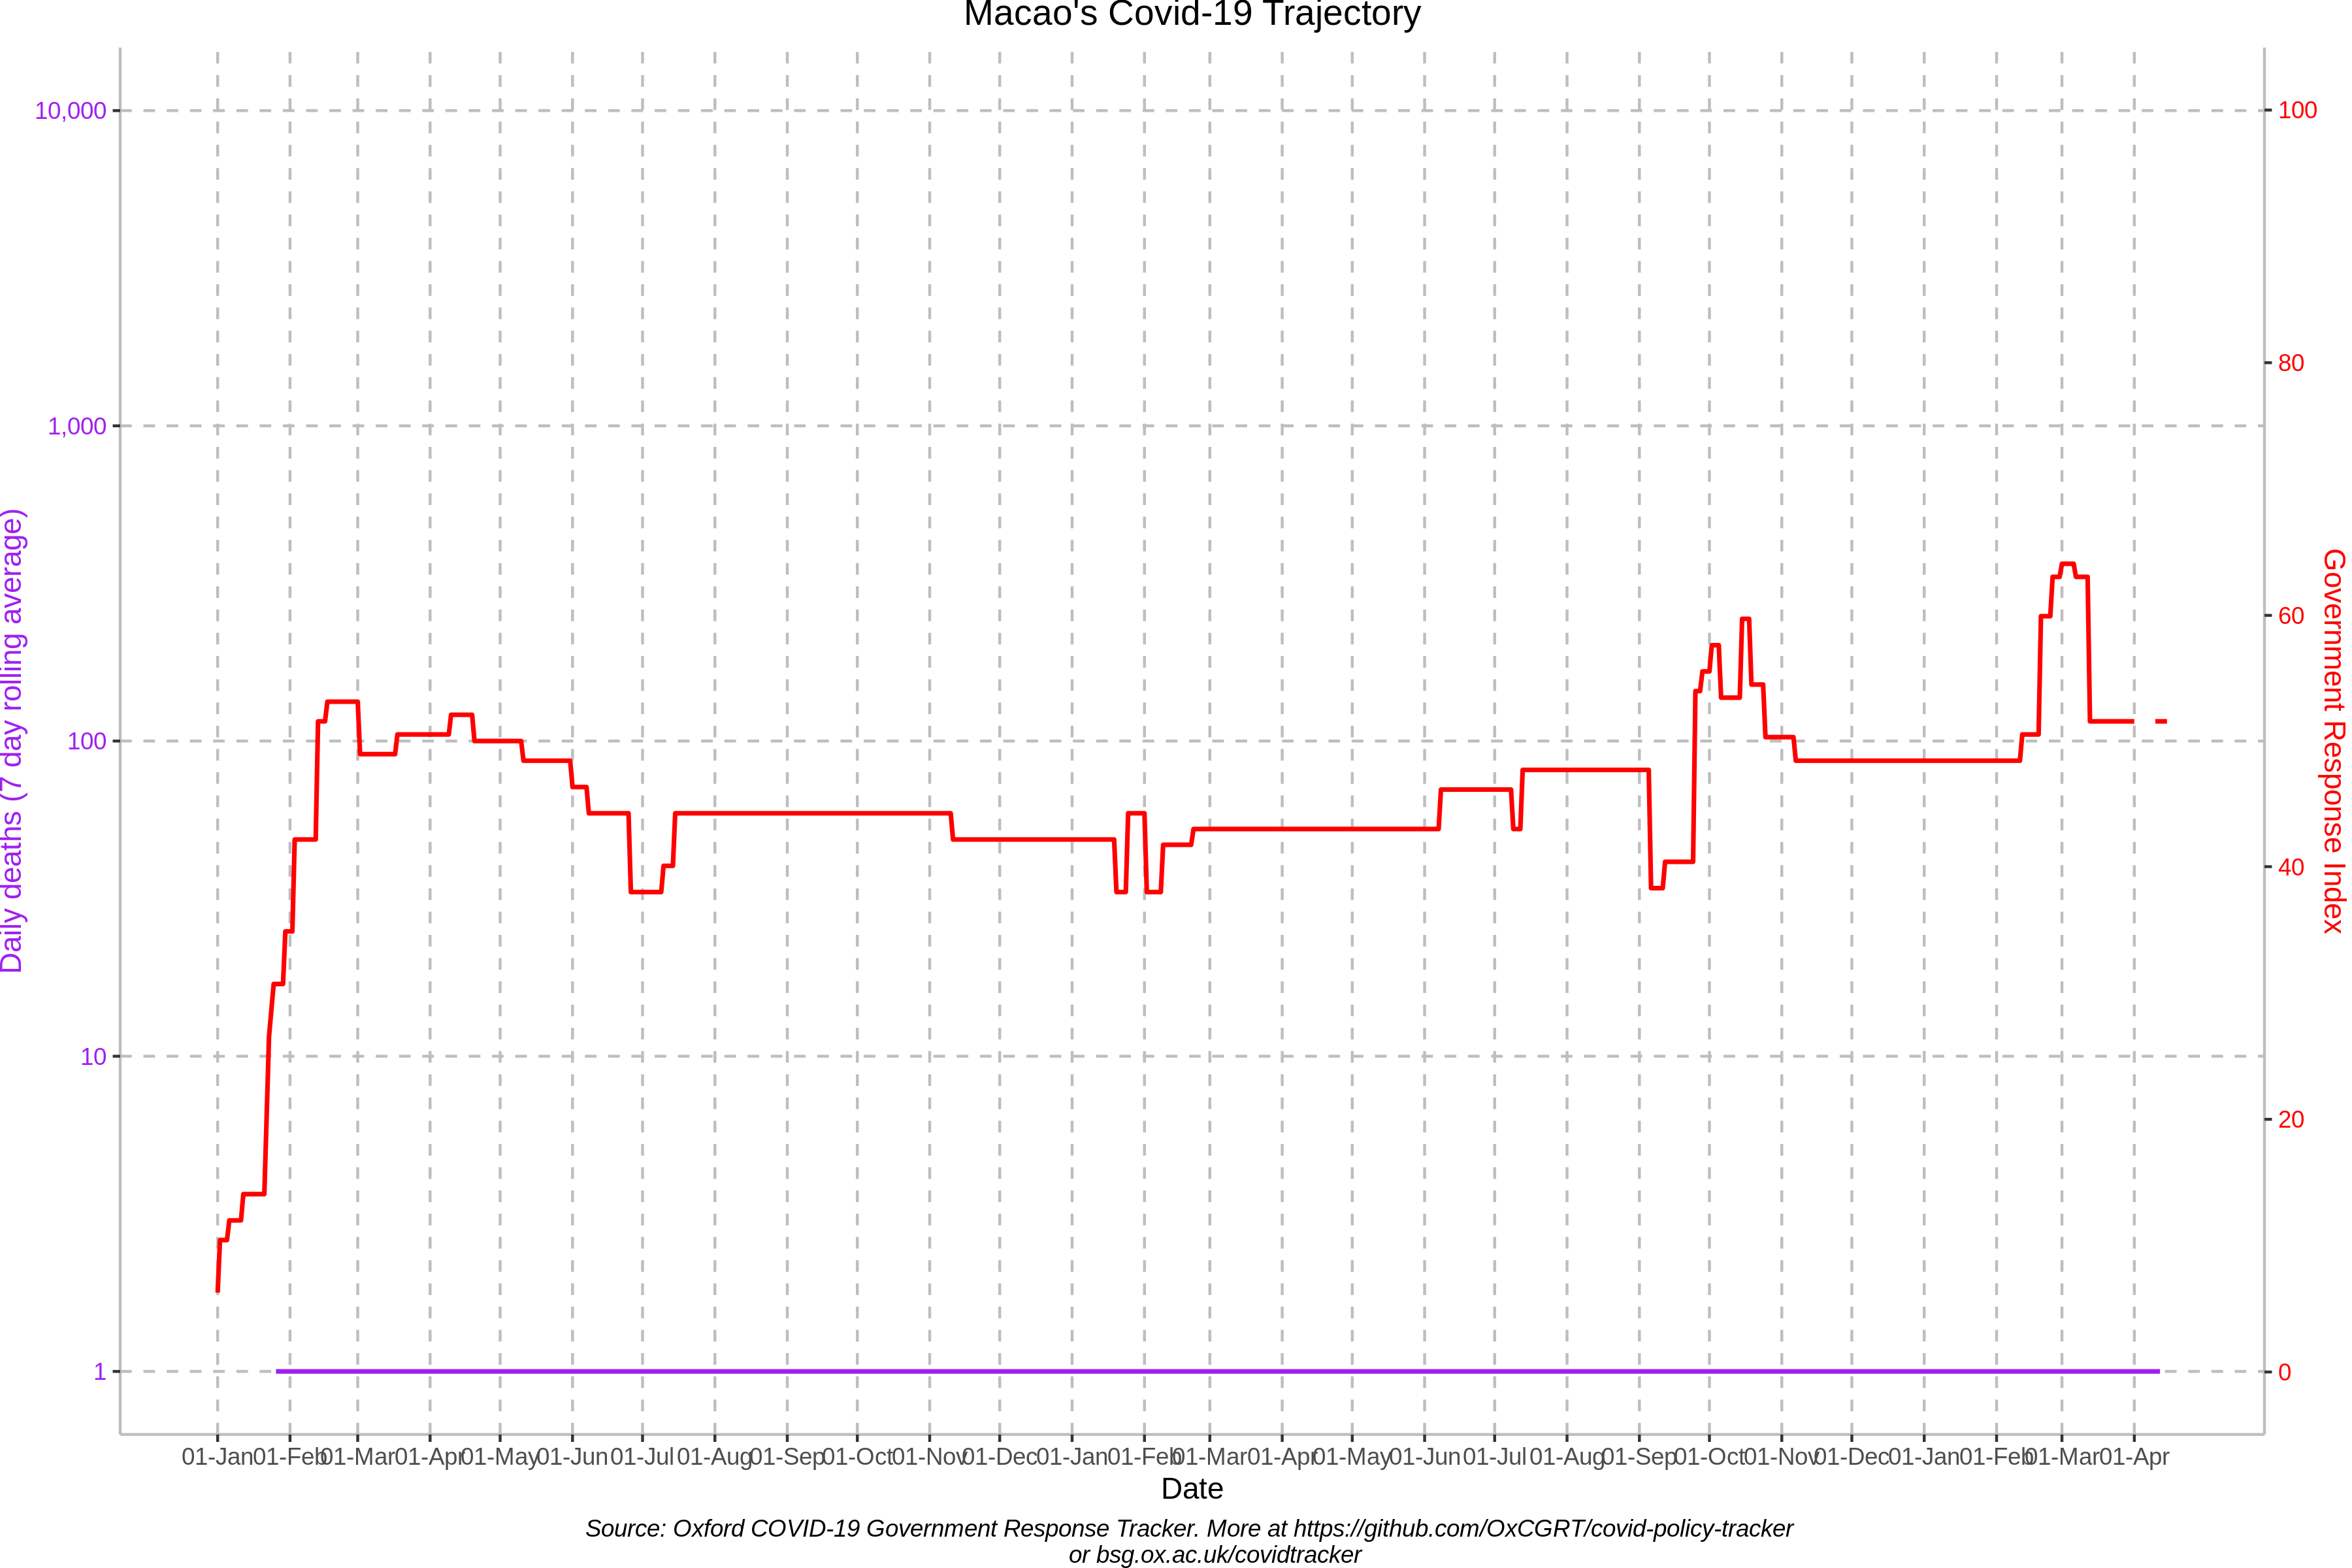 Macao's Covid-19 Trajectory
10,000
1,000
100
10
1
Daily deaths (7 day rolling average)
100
80
60
40
20
0
Government Response Index
01-Jan 01-Feb 01-Mar 01-Apr 01-May 01-Jun 01-Jul 01-Aug 01-Sep 01-Oct 01-Nov 01-Dec 01-Jan 01-Feb 01-Mar 01-Apr 01-May 01-Jun 01-Jul 01-Aug 01-Sep 01-Oct 01-Nov 01-Dec 01-Jan 01-Feb 01-Mar 01-Apr
Date
Source: Oxford COVID-19 Government Response Tracker. More at https://github.com/OxCGRT/covid-policy-tracker
or bsg.ox.ac.uk/covidtracker